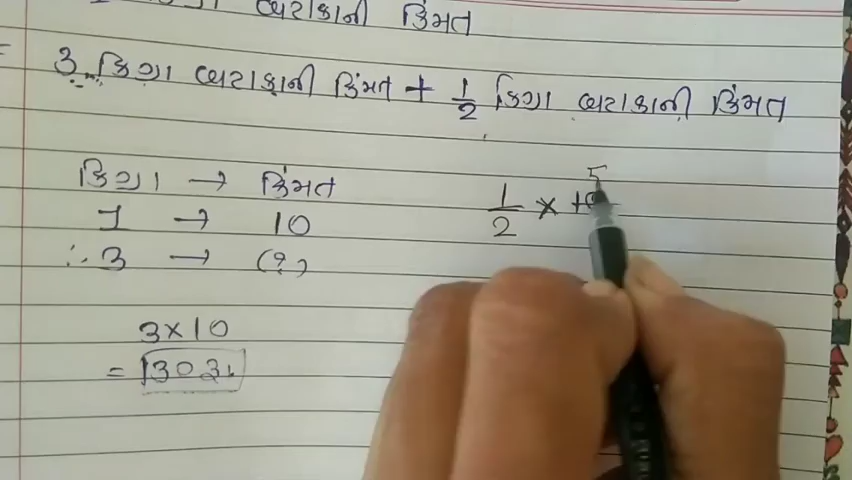 બટાકાની કિંમત
= 3 કિગ્રા બટાકાની કિંમત + 1/2 કિગ્રા બટાકાની કિંમત
કિગ્રા → કિંમત
1 → 10
∴ 3 → (?)
3 × 10
= 30 રૂ.
1/2 × 10 5